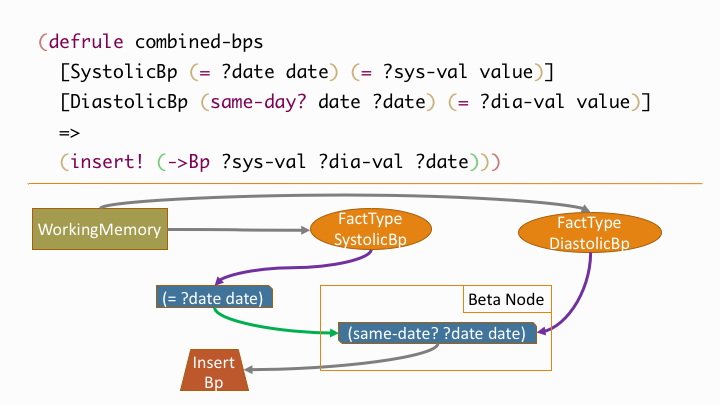 (defrule combined-bps
[SystolicBp (= ?date date) (= ?sys-val value)]
[DiastolicBp (same-day? date ?date) (= ?dia-val value)]
=>
(insert! (->Bp ?sys-val ?dia-val ?date)))
WorkingMemory
FactType
SystolicBp
FactType
DiastolicBp
(= ?date date)
Beta Node
(same-date? ?date date)
Insert
Bp